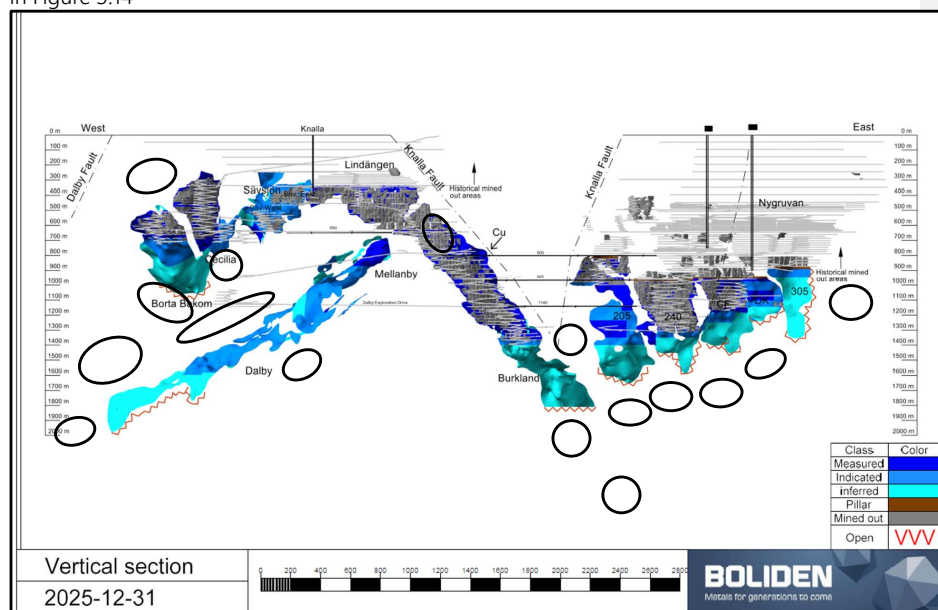 in Figure 3.14
0 m West Knalla East 0 m
100 m 100 m
200 m 200 m
300 m Dalby Fault Lindängen Knalla Fault Knalla Fault 300 m
400 m Sävsjön Historical mined out areas 400 m
500 m Nygruvan 500 m
600 m 600 m
700 m Cu 700 m
800 m 800 m
900 m Cecilia Mellanby Historical mined out areas 900 m
1000 m 1000 m
1100 m Borta Bakom Dalby Exploration Drive CF DK 305 1100 m
1200 m 205 240 1200 m
1300 m 1300 m
1400 m 1400 m
1500 m Dalby Burkland 1500 m
1600 m 1600 m
1700 m 1700 m
1800 m 1800 m
1900 m 1900 m
2000 m 2000 m
Class Color
Measured
Indicated
inferred
Pillar
Mined out
Open VVV
Vertical section
2025-12-31
0 200 400 600 800 1000 1200 1400 1600 1800 2000 2200 2400 2600 2800
BOLIDEN
Metals for generations to come